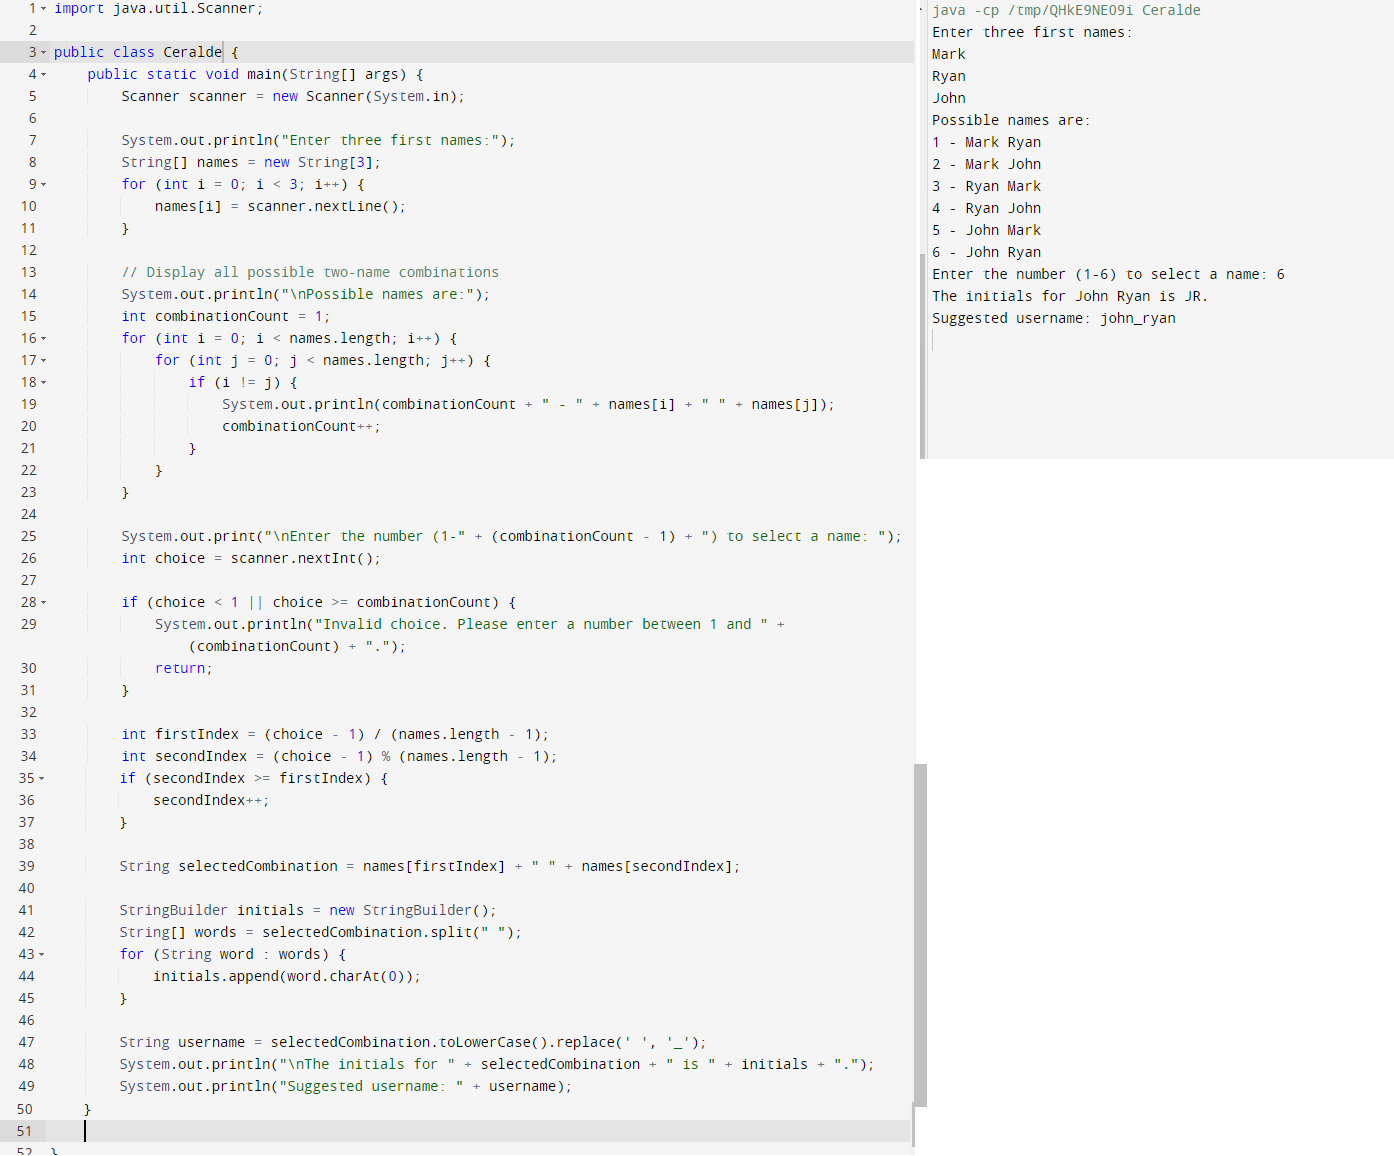 1 import java.util.Scanner;
2
3 public class Ceralde {
4     public static void main(String[] args) {
5         Scanner scanner = new Scanner(System.in);
6
7         System.out.println("Enter three first names:");
8         String[] names = new String[3];
9         for (int i = 0; i < 3; i++) {
10             names[i] = scanner.nextLine();
11         }
12
13         // Display all possible two-name combinations
14         System.out.println("\nPossible names are:");
15         int combinationCount = 1;
16         for (int i = 0; i < names.length; i++) {
17             for (int j = 0; j < names.length; j++) {
18                 if (i != j) {
19                     System.out.println(combinationCount + " - " + names[i] + " " + names[j]);
20                     combinationCount++;
21                 }
22             }
23         }
24
25         System.out.print("\nEnter the number (1-" + (combinationCount - 1) + ") to select a name: ");
26         int choice = scanner.nextInt();
27
28         if (choice < 1 || choice >= combinationCount) {
29             System.out.println("Invalid choice. Please enter a number between 1 and " +
                (combinationCount) + ".");
30             return;
31         }
32
33         int firstIndex = (choice - 1) / (names.length - 1);
34         int secondIndex = (choice - 1) % (names.length - 1);
35         if (secondIndex >= firstIndex) {
36             secondIndex++;
37         }
38
39         String selectedCombination = names[firstIndex] + " " + names[secondIndex];
40
41         StringBuilder initials = new StringBuilder();
42         String[] words = selectedCombination.split(" ");
43         for (String word : words) {
44             initials.append(word.charAt(0));
45         }
46
47         String username = selectedCombination.toLowerCase().replace(' ', '_');
48         System.out.println("\nThe initials for " + selectedCombination + " is " + initials + ".");
49         System.out.println("Suggested username: " + username);
50     }
51
52 }
java -cp /tmp/QHkE9NEO9i Ceralde
Enter three first names:
Mark
Ryan
John
Possible names are:
1 - Mark Ryan
2 - Mark John
3 - Ryan Mark
4 - Ryan John
5 - John Mark
6 - John Ryan
Enter the number (1-6) to select a name: 6
The initials for John Ryan is JR.
Suggested username: john_ryan